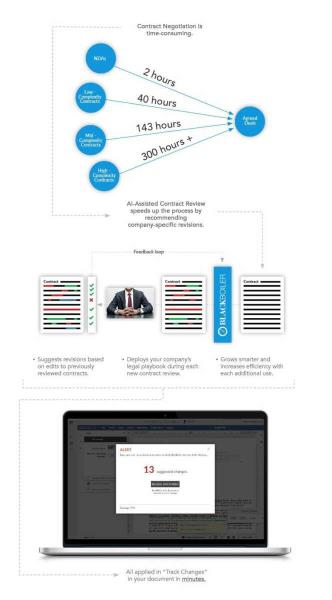 Contract Negotiation is
time-consuming.
NDAs
2 hours
Low -
Complexity
Contracts
40 hours
Agreed
Deals
143 hours
Mid -
Complexity
Contracts
300 hours +
High -
Complexity
Contracts
AI-Assisted Contract Review
speeds up the process by
recommending
company-specific revisions.
Feedback loop
Contract
Contract
BLACKBOILER
Contract
• Suggests revisions based
on edits to previously
reviewed contracts.
• Deploys your company's
legal playbook during each
new contract review.
• Grows smarter and
increases efficiency with
each additional use.
ALERT
13 suggested changes.
All applied in "Track Changes"
in your document in minutes.